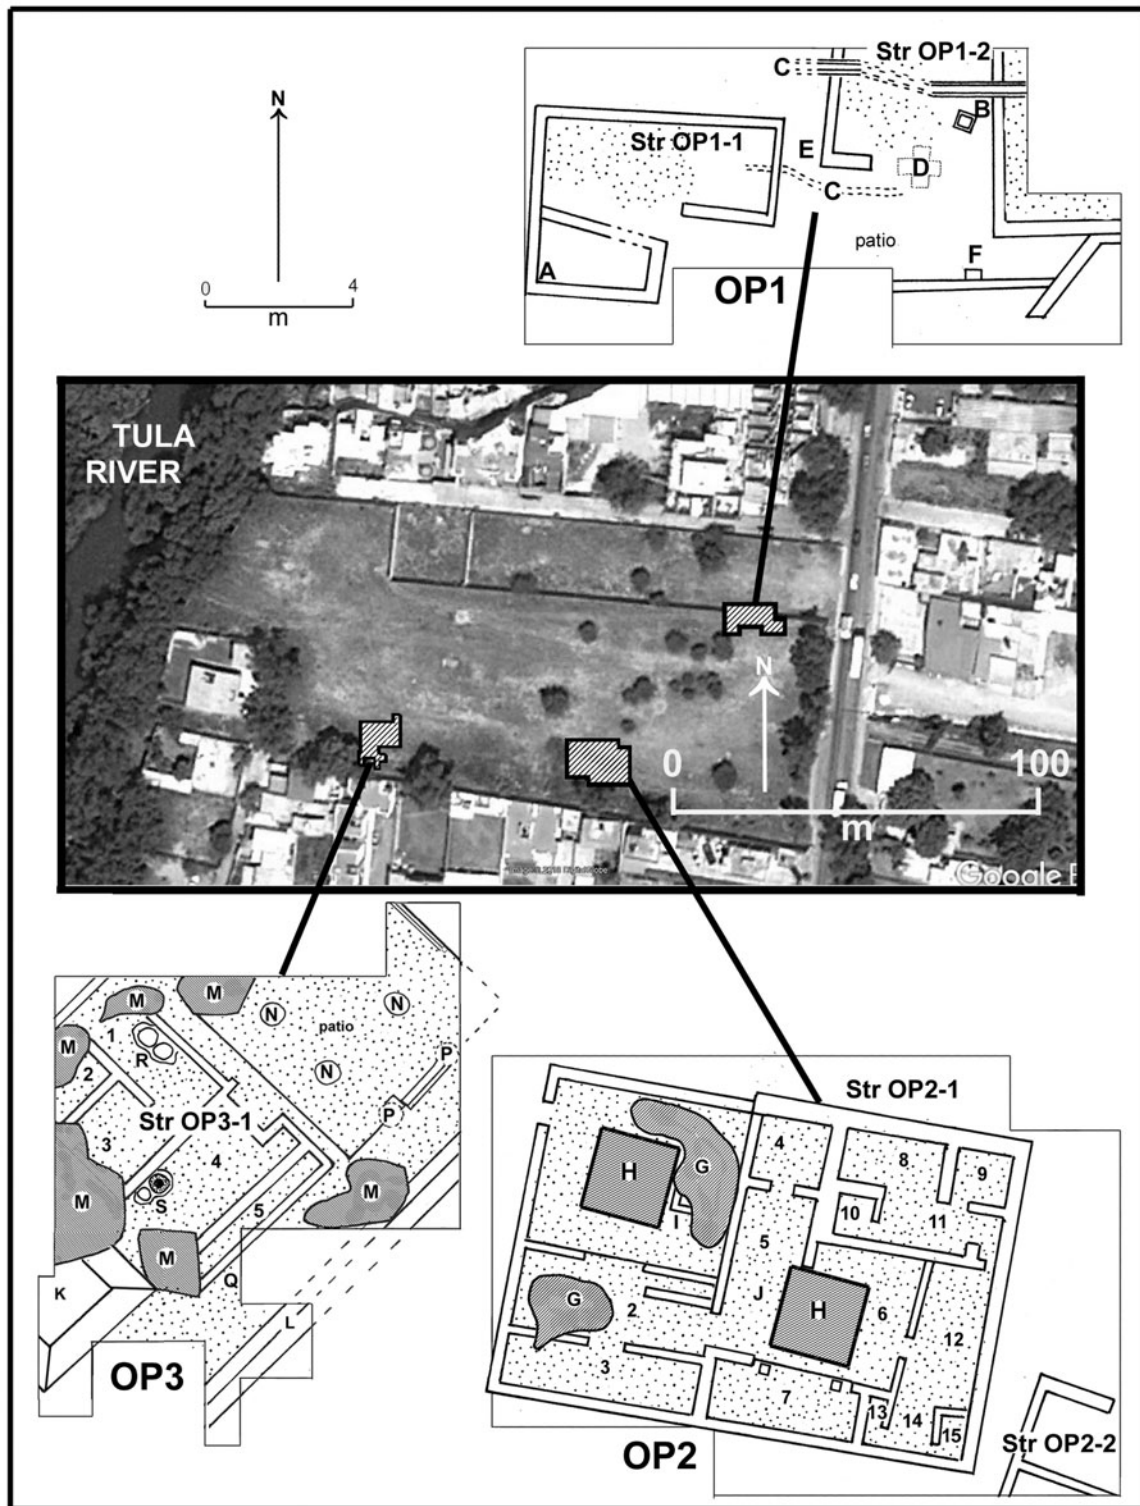 Str OP1-2
C
N
B
Str OP1-1
E
D
C
0
4
m
patio
A
F
OP1
TULA
RIVER
N
0
100
m
Google E
M
M
N
N
patio
1
R
M
2
N
P
Str OP3-1
P
3
4
M
S
5
M
M
K
Q
L
OP3
Str OP2-1
4
8
9
H
G
I
10
11
5
J
G
2
H
6
12
3
7
13
14
15
OP2
Str OP2-2